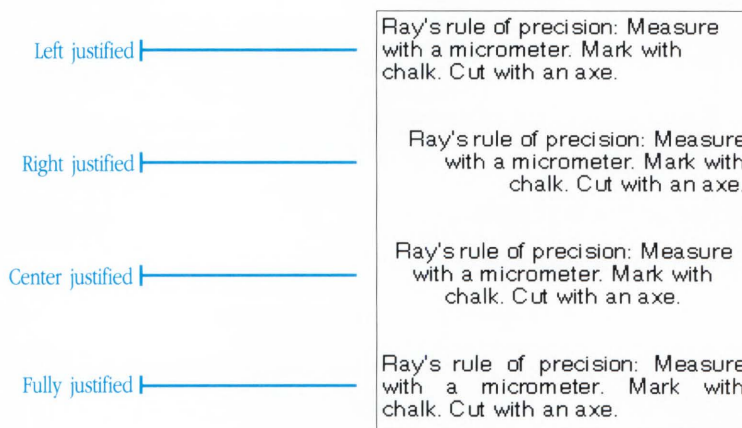 Left justified
Ray's rule of precision: Measure
with a micrometer. Mark with
chalk. Cut with an axe.
Right justified
Ray's rule of precision: Measure
with a micrometer. Mark with
chalk. Cut with an axe.
Center justified
Ray's rule of precision: Measure
with a micrometer. Mark with
chalk. Cut with an axe.
Fully justified
Ray's rule of precision: Measure
with a micrometer. Mark with
chalk. Cut with an axe.